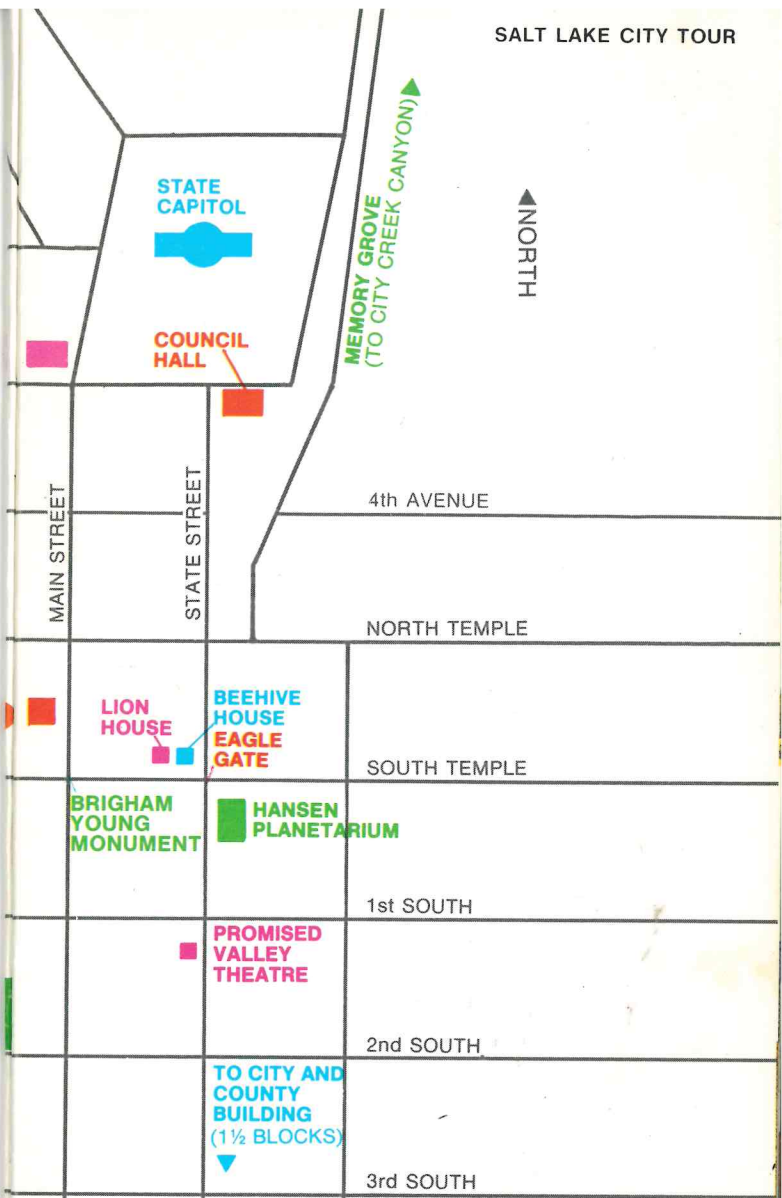 SALT LAKE CITY TOUR
MEMORY GROVE
(TO CITY CREEK CANYON)
STATE
CAPITOL
NORTH
COUNCIL
HALL
MAIN STREET
STATE STREET
4th AVENUE
NORTH TEMPLE
LION
HOUSE
BEEHIVE
HOUSE
EAGLE
GATE
SOUTH TEMPLE
BRIGHAM
YOUNG
MONUMENT
HANSEN
PLANETARIUM
1st SOUTH
PROMISED
VALLEY
THEATRE
2nd SOUTH
TO CITY AND
COUNTY
BUILDING
(1½ BLOCKS)
3rd SOUTH